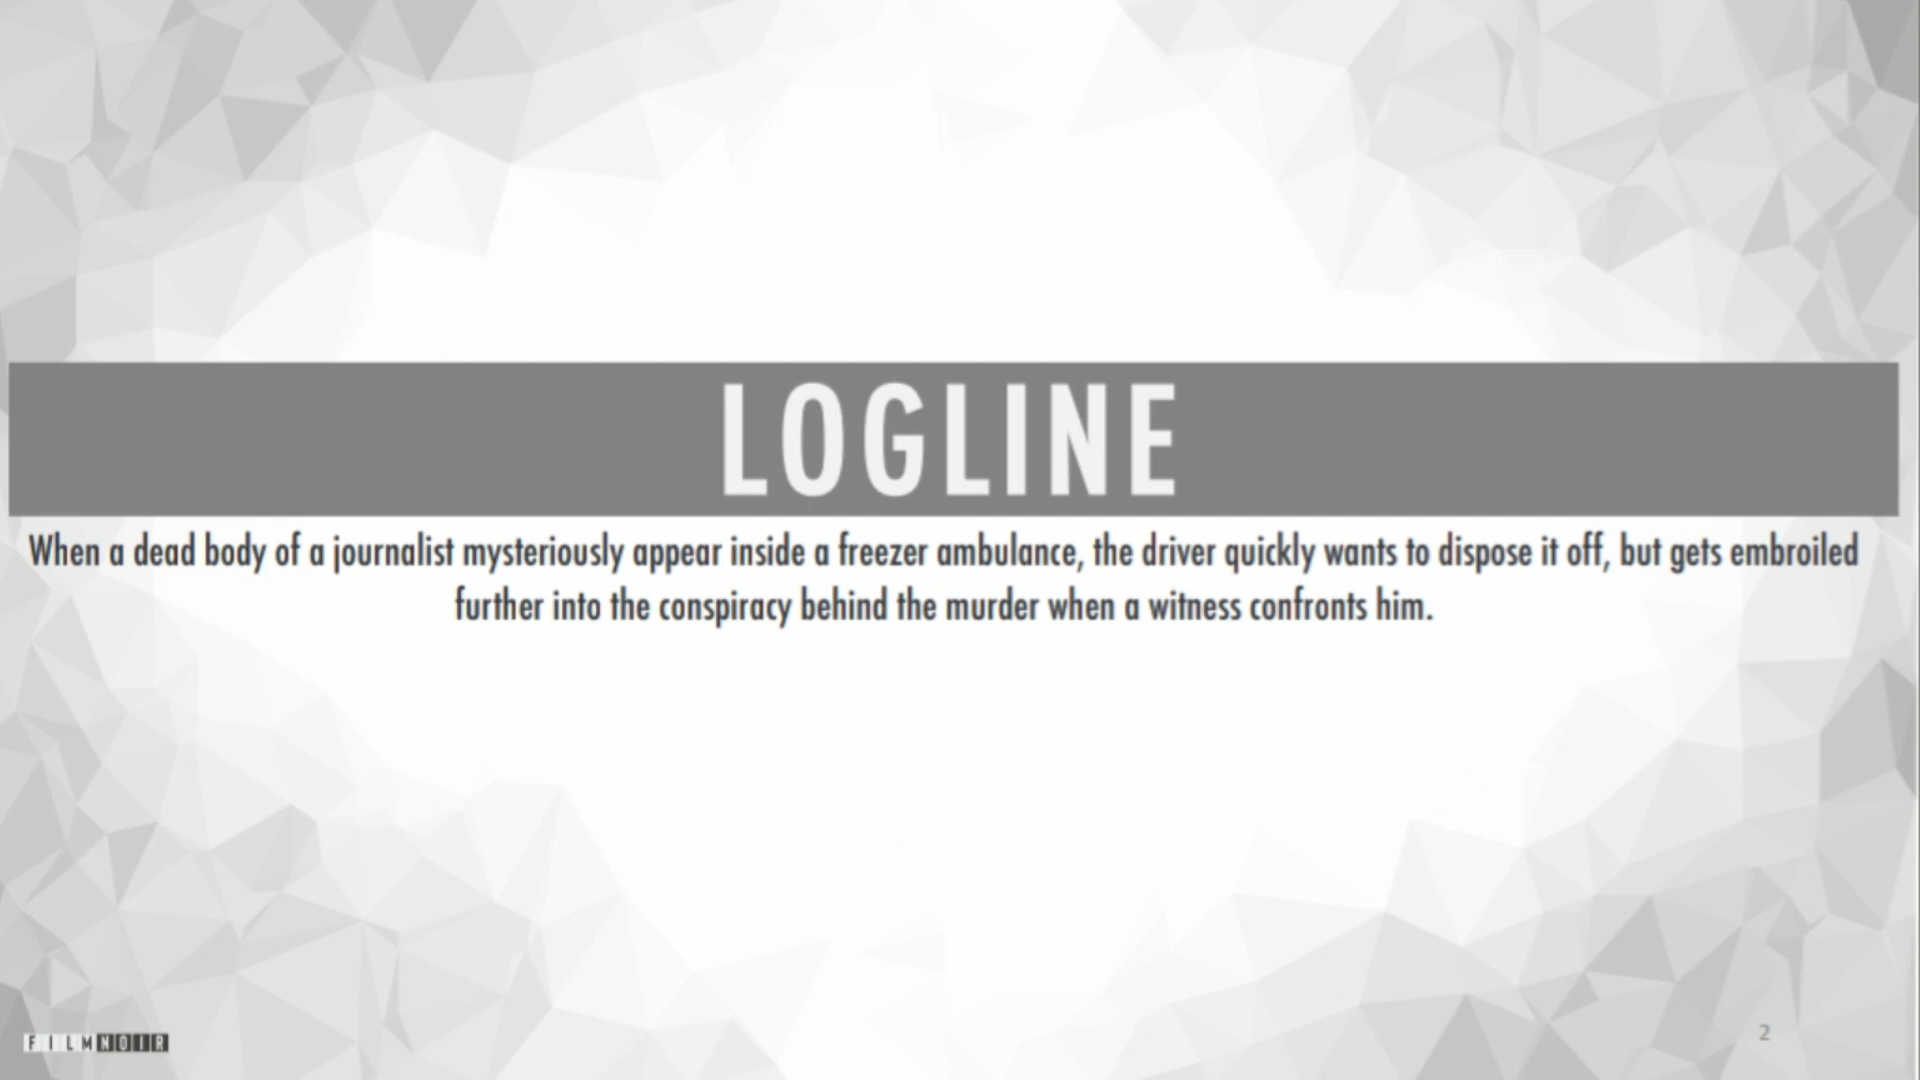 LOGLINE
When a dead body of a journalist mysteriously appear inside a freezer ambulance, the driver quickly wants to dispose it off, but gets embroiled
further into the conspiracy behind the murder when a witness confronts him.
FILMNOIR
2